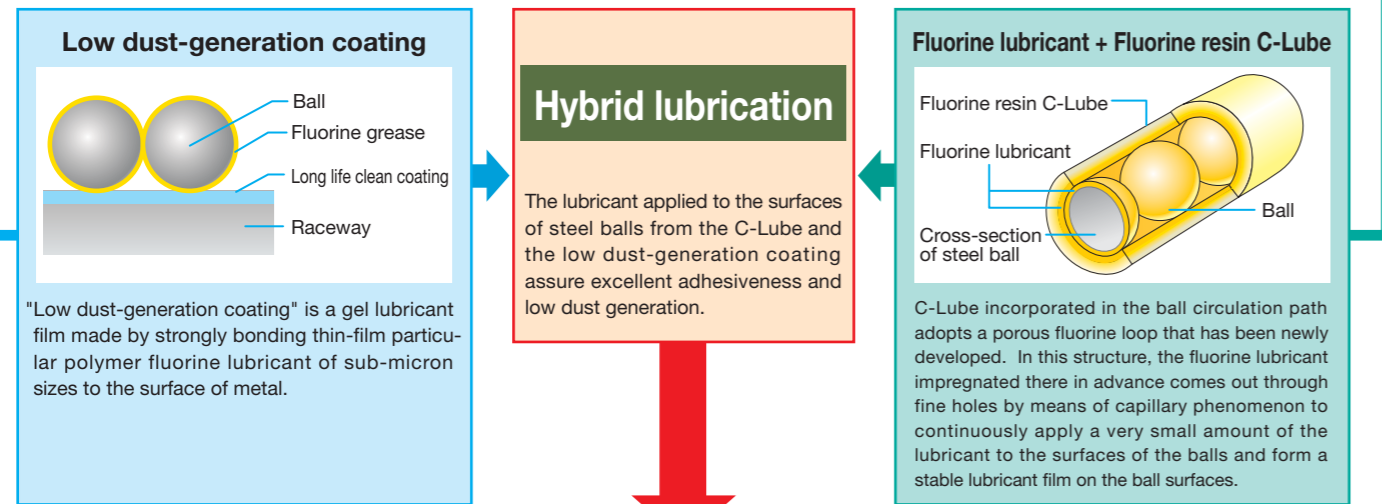 Low dust-generation coating
Ball
Fluorine grease
Long life clean coating
Raceway
"Low dust-generation coating" is a gel lubricant
film made by strongly bonding thin-film particu-
lar polymer fluorine lubricant of sub-micron
sizes to the surface of metal.
Hybrid lubrication
The lubricant applied to the surfaces
of steel balls from the C-Lube and
the low dust-generation coating
assure excellent adhesiveness and
low dust generation.
Fluorine lubricant + Fluorine resin C-Lube
Fluorine resin C-Lube
Fluorine lubricant
Ball
Cross-section
of steel ball
C-Lube incorporated in the ball circulation path
adopts a porous fluorine loop that has been newly
developed. In this structure, the fluorine lubricant
impregnated there in advance comes out through
fine holes by means of capillary phenomenon to
continuously apply a very small amount of the
lubricant to the surfaces of the balls and form a
stable lubricant film on the ball surfaces.